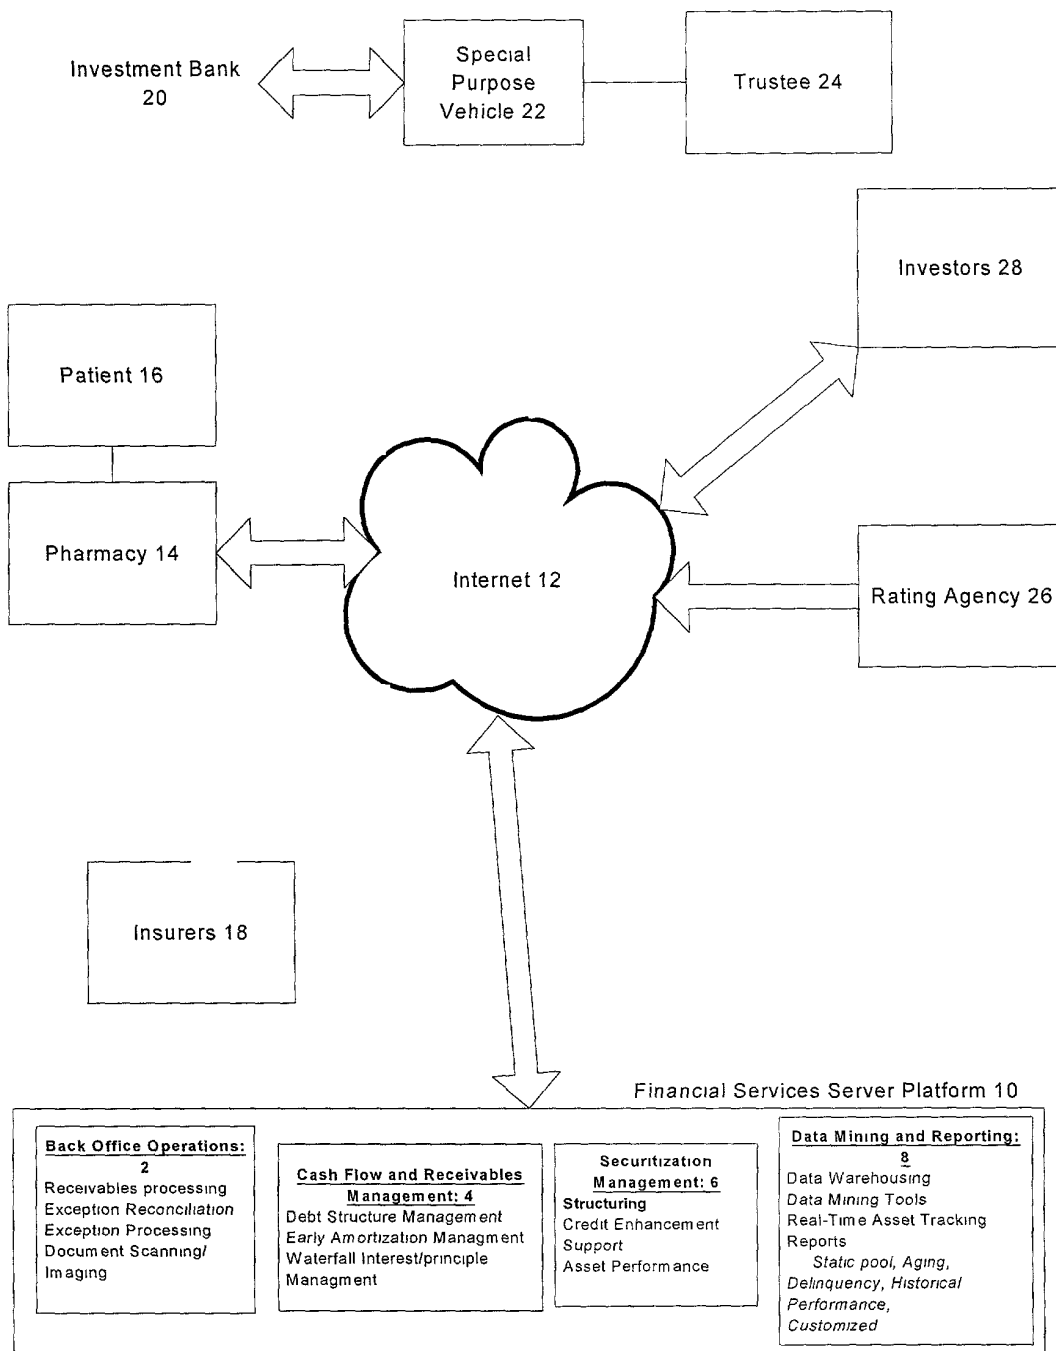 Investment Bank
20
Special
Purpose
Vehicle 22
Trustee 24
Investors 28
Patient 16
Pharmacy 14
Internet 12
Rating Agency 26
Insurers 18
Financial Services Server Platform 10
Back Office Operations:
2
Receivables processing
Exception Reconciliation
Exception Processing
Document Scanning/
Imaging
Cash Flow and Receivables
Management: 4
Debt Structure Management
Early Amortization Managment
Waterfall Interest/principle
Managment
Securitization
Management: 6
Structuring
Credit Enhancement
Support
Asset Performance
Data Mining and Reporting:
8
Data Warehousing
Data Mining Tools
Real-Time Asset Tracking
Reports
Static pool, Aging,
Delinquency, Historical
Performance,
Customized